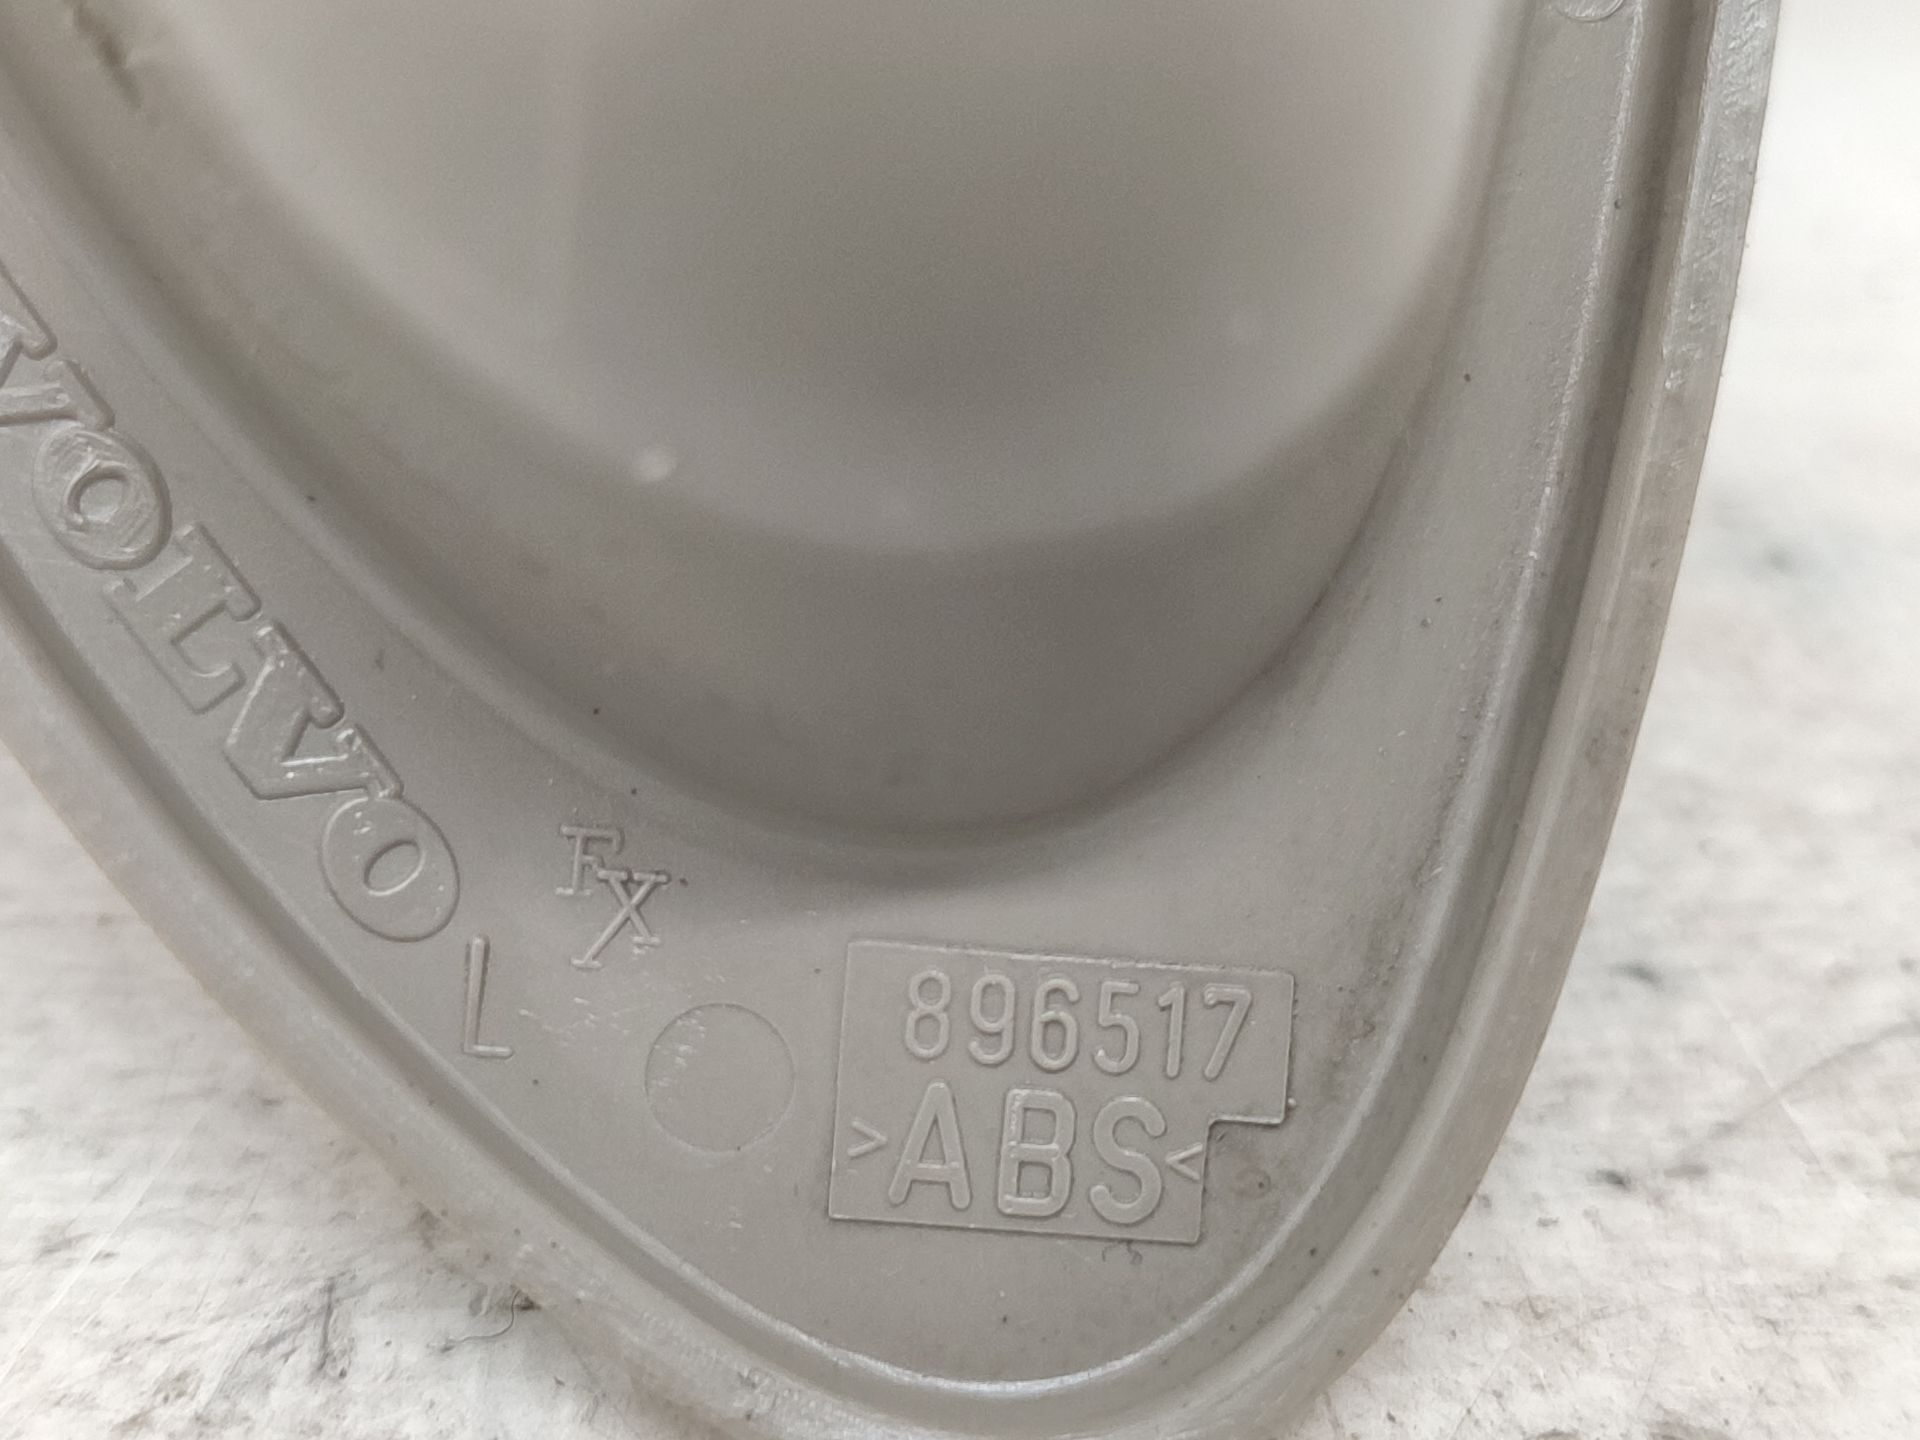 VOLVO
L
FX
896517
>ABS<